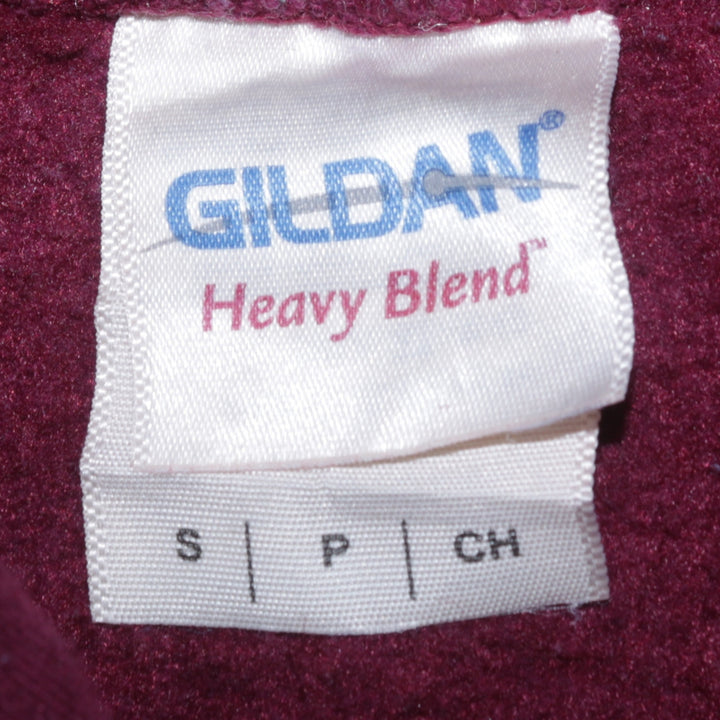 GILDAN®
Heavy Blend™
S | P | CH